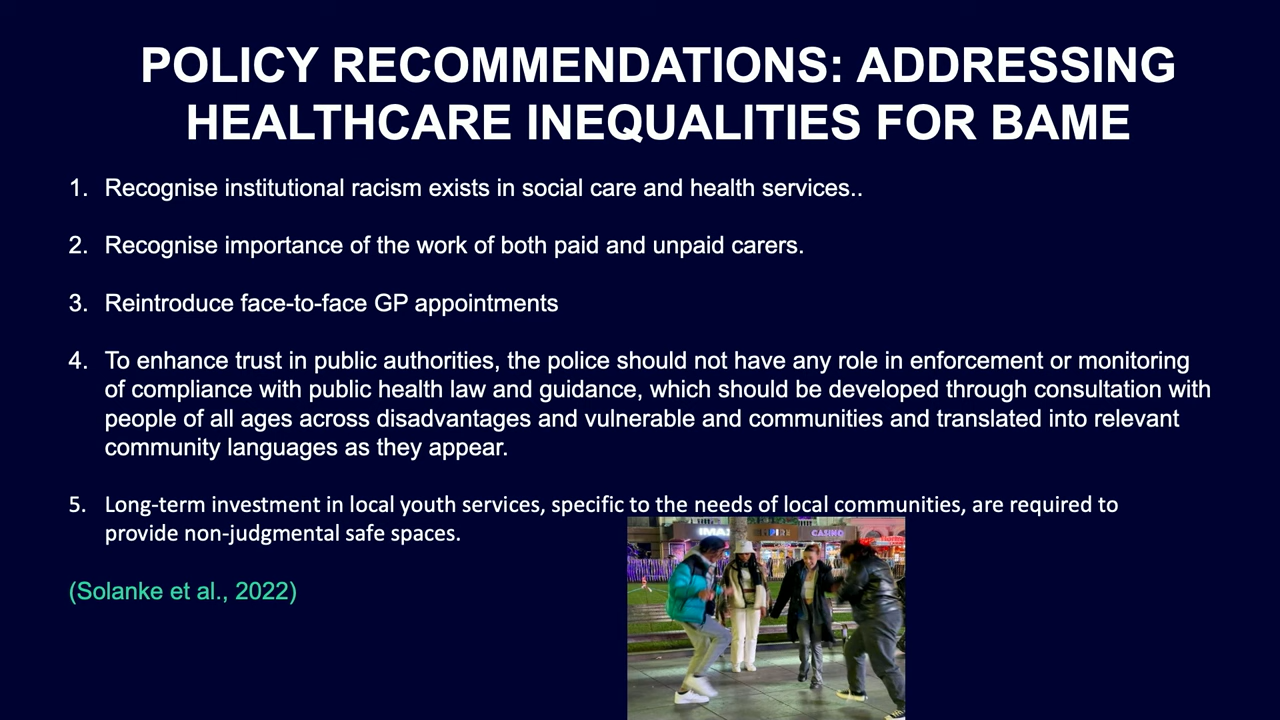 POLICY RECOMMENDATIONS: ADDRESSING
HEALTHCARE INEQUALITIES FOR BAME
1. Recognise institutional racism exists in social care and health services..
2. Recognise importance of the work of both paid and unpaid carers.
3. Reintroduce face-to-face GP appointments
4. To enhance trust in public authorities, the police should not have any role in enforcement or monitoring
of compliance with public health law and guidance, which should be developed through consultation with
people of all ages across disadvantages and vulnerable and communities and translated into relevant
community languages as they appear.
5. Long-term investment in local youth services, specific to the needs of local communities, are required to
provide non-judgmental safe spaces.
CASINO
(Solanke et al., 2022)